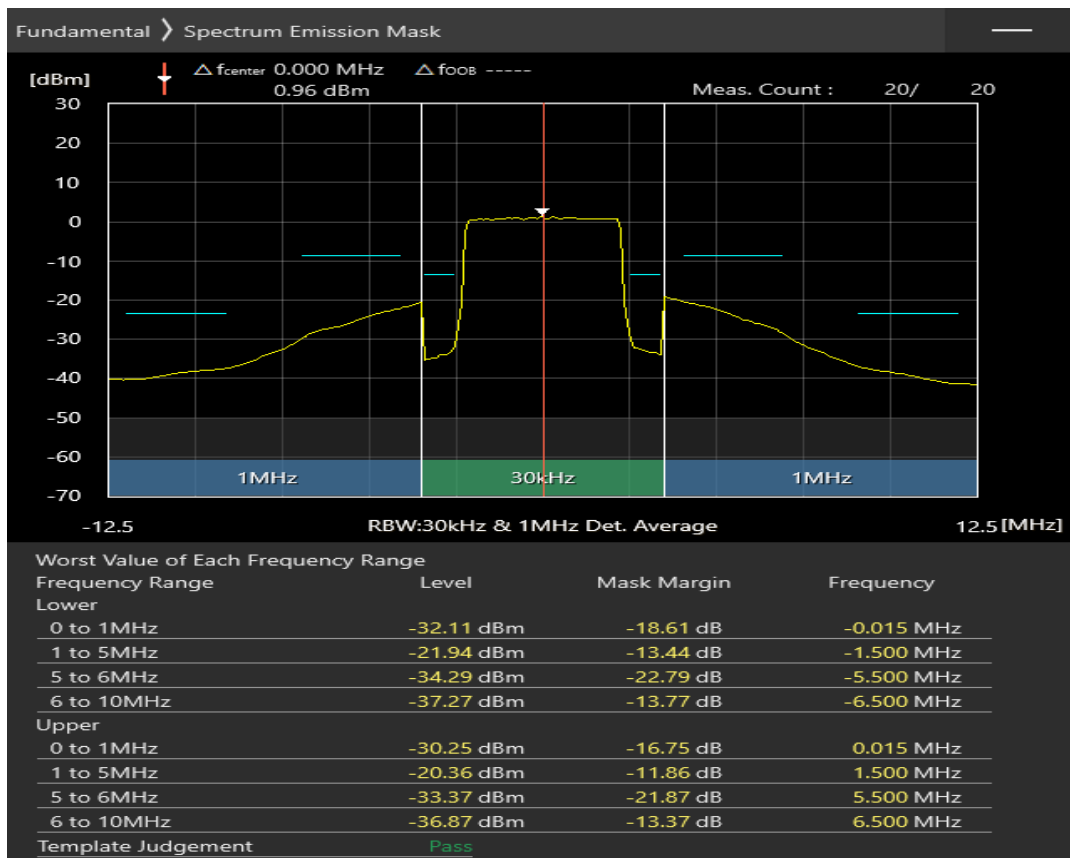 Fundamental ❯ Spectrum Emission Mask
[dBm] △ fcenter 0.000 MHz △ fOOB -----
0.96 dBm Meas. Count : 20/ 20
30
20
10
0
-10
-20
-30
-40
-50
-60
-70
1MHz 30kHz 1MHz
-12.5 RBW:30kHz & 1MHz Det. Average 12.5 [MHz]
Worst Value of Each Frequency Range
Frequency Range Level Mask Margin Frequency
Lower
0 to 1MHz -32.11 dBm -18.61 dB -0.015 MHz
1 to 5MHz -21.94 dBm -13.44 dB -1.500 MHz
5 to 6MHz -34.29 dBm -22.79 dB -5.500 MHz
6 to 10MHz -37.27 dBm -13.77 dB -6.500 MHz
Upper
0 to 1MHz -30.25 dBm -16.75 dB 0.015 MHz
1 to 5MHz -20.36 dBm -11.86 dB 1.500 MHz
5 to 6MHz -33.37 dBm -21.87 dB 5.500 MHz
6 to 10MHz -36.87 dBm -13.37 dB 6.500 MHz
Template Judgement Pass